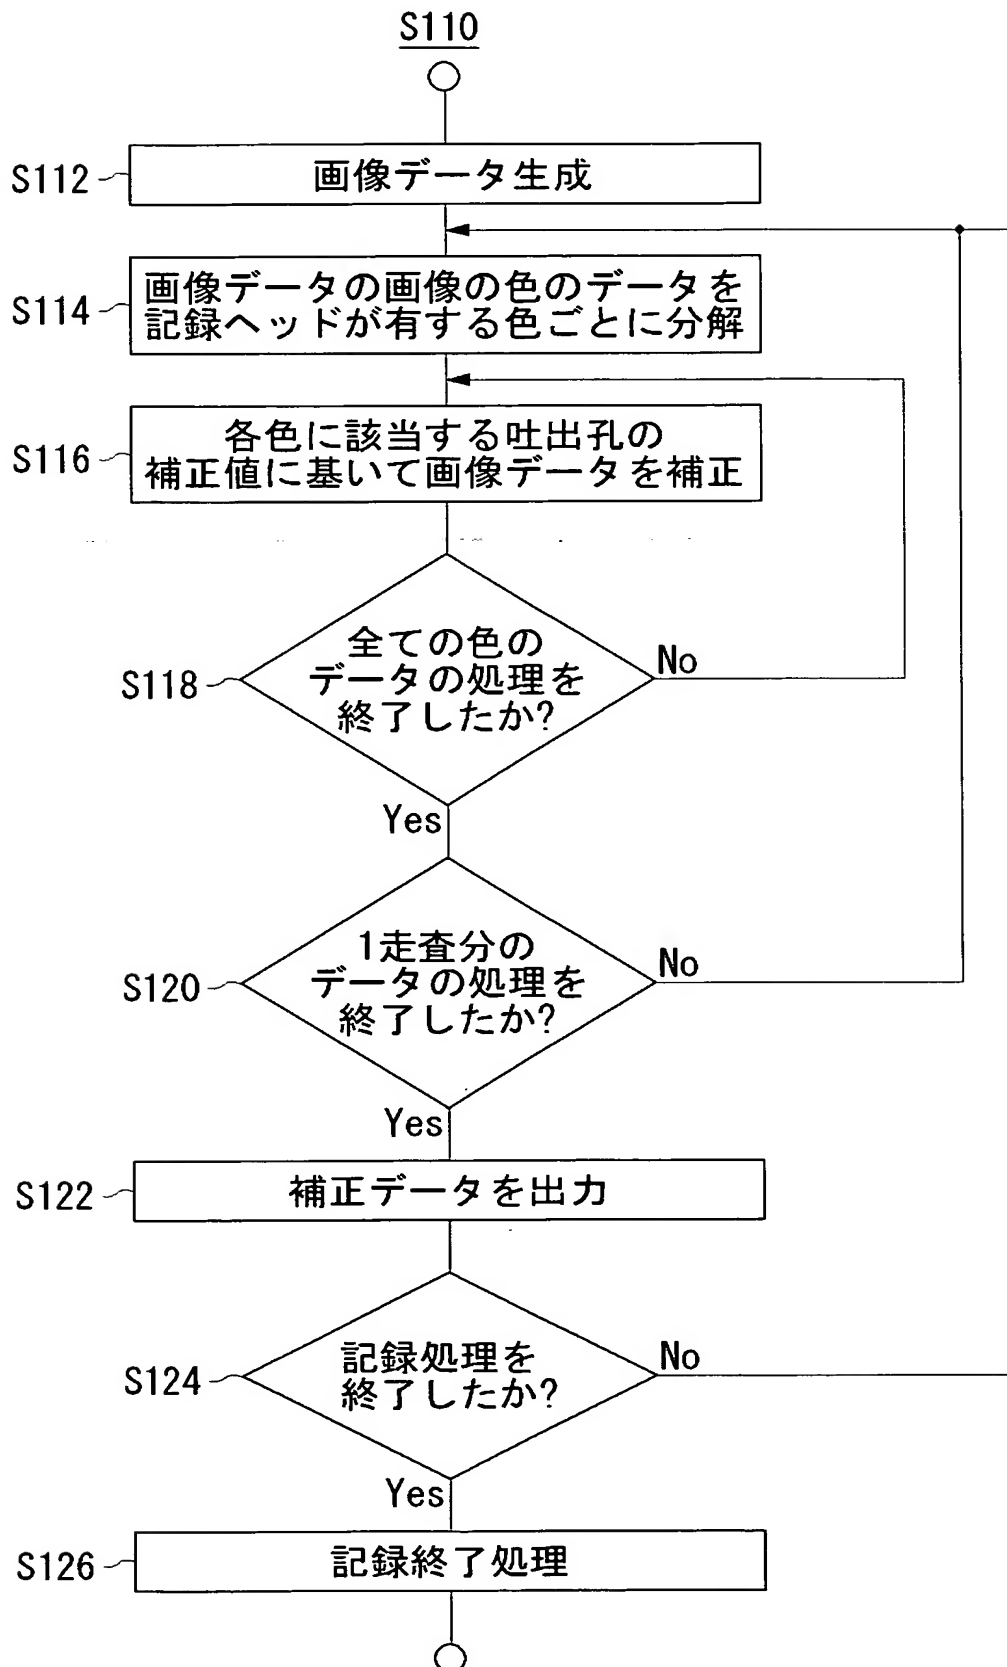 S110
S112
画像データ生成
S114
画像データの画像の色のデータを
記録ヘッドが有する色ごとに分解
S116
各色に該当する吐出孔の
補正値に基いて画像データを補正
S118
全ての色の
データの処理を
終了したか?
No
Yes
S120
1走査分の
データの処理を
終了したか?
No
Yes
S122
補正データを出力
S124
記録処理を
終了したか?
No
Yes
S126
記録終了処理